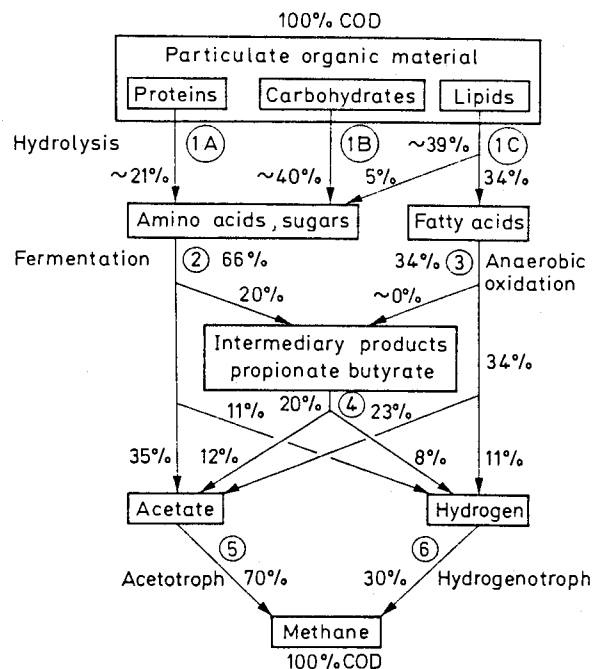 100% COD
Particulate organic material
Proteins Carbohydrates Lipids
Hydrolysis 1A 1B ~39% 1C
~21% ~40% 5% 34%
Amino acids, sugars Fatty acids
Fermentation 2 66% 34% 3 Anaerobic
oxidation
20% ~0%
Intermediary products
propionate butyrate
34%
20% 4
11% 23%
35% 12% 8% 11%
Acetate Hydrogen
5 6
Acetotroph 70% 30% Hydrogenotroph
Methane
100% COD